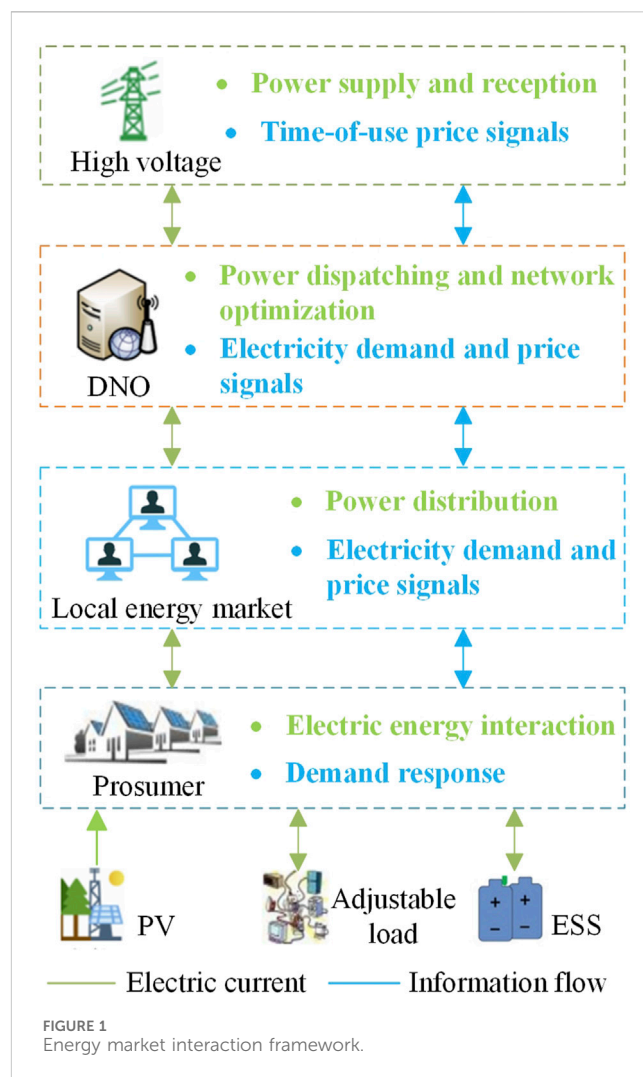 • Power supply and reception
• Time-of-use price signals
High voltage
• Power dispatching and network
optimization
• Electricity demand and price
signals
DNO
• Power distribution
• Electricity demand and
price signals
Local energy market
• Electric energy interaction
• Demand response
Prosumer
PV
Adjustable
load
+ +
- -
ESS
Electric current
Information flow
FIGURE 1
Energy market interaction framework.